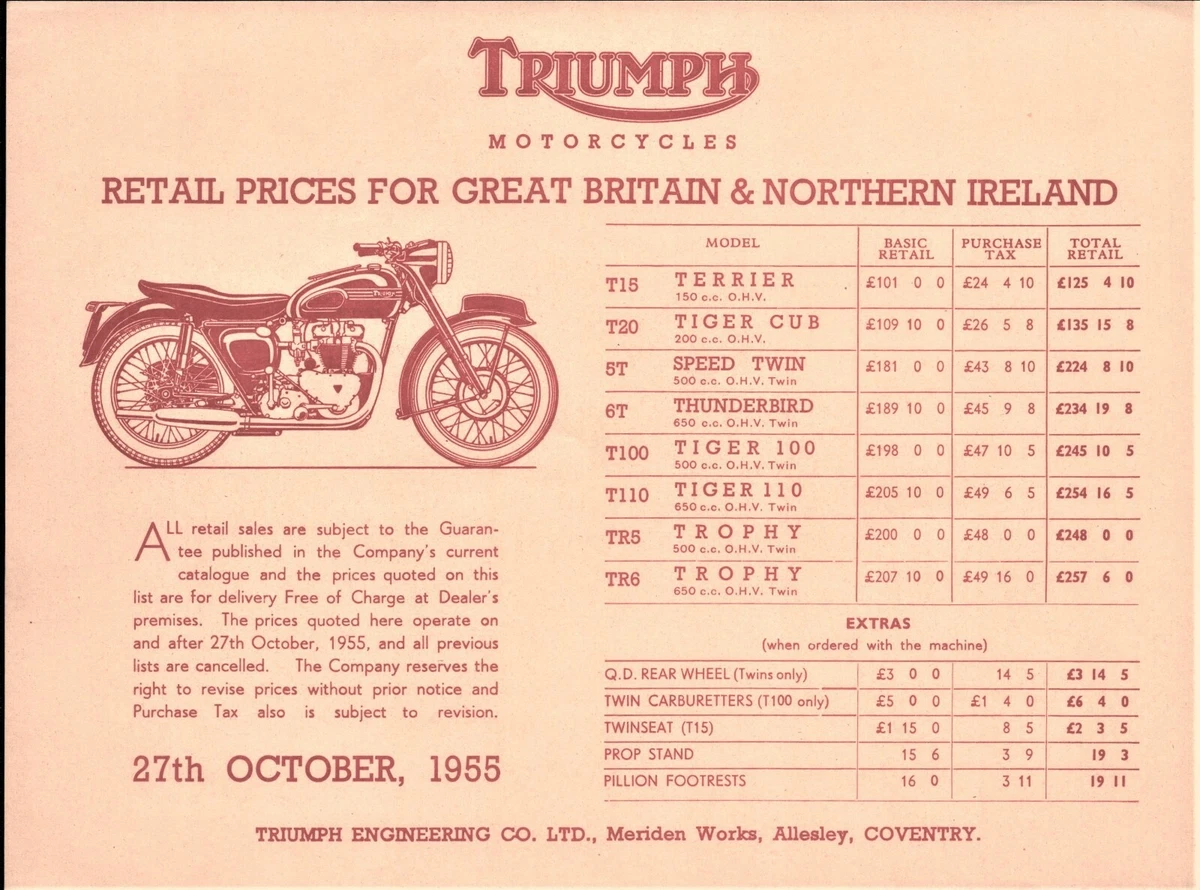 TRIUMPH
MOTORCYCLES
RETAIL PRICES FOR GREAT BRITAIN & NORTHERN IRELAND
MODEL BASIC RETAIL PURCHASE TAX TOTAL RETAIL
T15 TERRIER £101 0 0 £24 4 10 £125 4 10
150 c.c. O.H.V.
T20 TIGER CUB £109 10 0 £26 5 8 £135 15 8
200 c.c. O.H.V.
5T SPEED TWIN £181 0 0 £43 8 10 £224 8 10
500 c.c. O.H.V. Twin
6T THUNDERBIRD £189 10 0 £45 9 8 £234 19 8
650 c.c. O.H.V. Twin
T100 TIGER 100 £198 0 0 £47 10 5 £245 10 5
500 c.c. O.H.V. Twin
T110 TIGER 110 £205 10 0 £49 6 5 £254 16 5
650 c.c. O.H.V. Twin
TR5 TROPHY £200 0 0 £48 0 0 £248 0 0
500 c.c. O.H.V. Twin
TR6 TROPHY £207 10 0 £49 16 0 £257 6 0
650 c.c. O.H.V. Twin
EXTRAS
(when ordered with the machine)
Q.D. REAR WHEEL (Twins only) £3 0 0 14 5 £3 14 5
TWIN CARBURETTERS (T100 only) £5 0 0 £1 4 0 £6 4 0
TWINSEAT (T15) £1 15 0 8 5 £2 3 5
PROP STAND 15 6 3 9 19 3
PILLION FOOTRESTS 16 0 3 11 19 11
Triumph
ALL retail sales are subject to the Guaran-
tee published in the Company's current
catalogue and the prices quoted on this
list are for delivery Free of Charge at Dealer's
premises. The prices quoted here operate on
and after 27th October, 1955, and all previous
lists are cancelled. The Company reserves the
right to revise prices without prior notice and
Purchase Tax also is subject to revision.
27th OCTOBER, 1955
TRIUMPH ENGINEERING CO. LTD., Meriden Works, Allesley, COVENTRY.